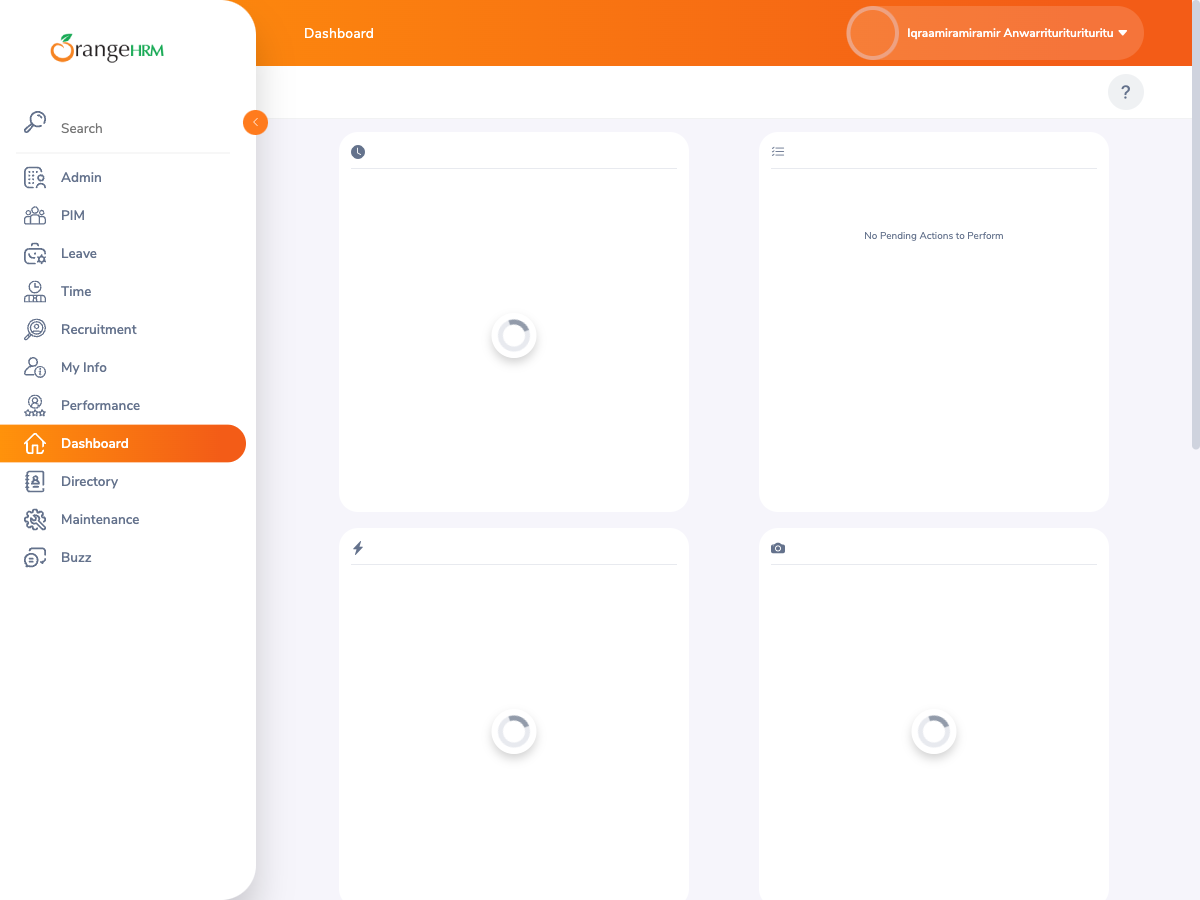 OrangeHRM
Dashboard
Iqraamiramiramir Anwarriturituriturituritu
?
Search
Admin
PIM
Leave
Time
Recruitment
My Info
Performance
Dashboard
Directory
Maintenance
Buzz
No Pending Actions to Perform